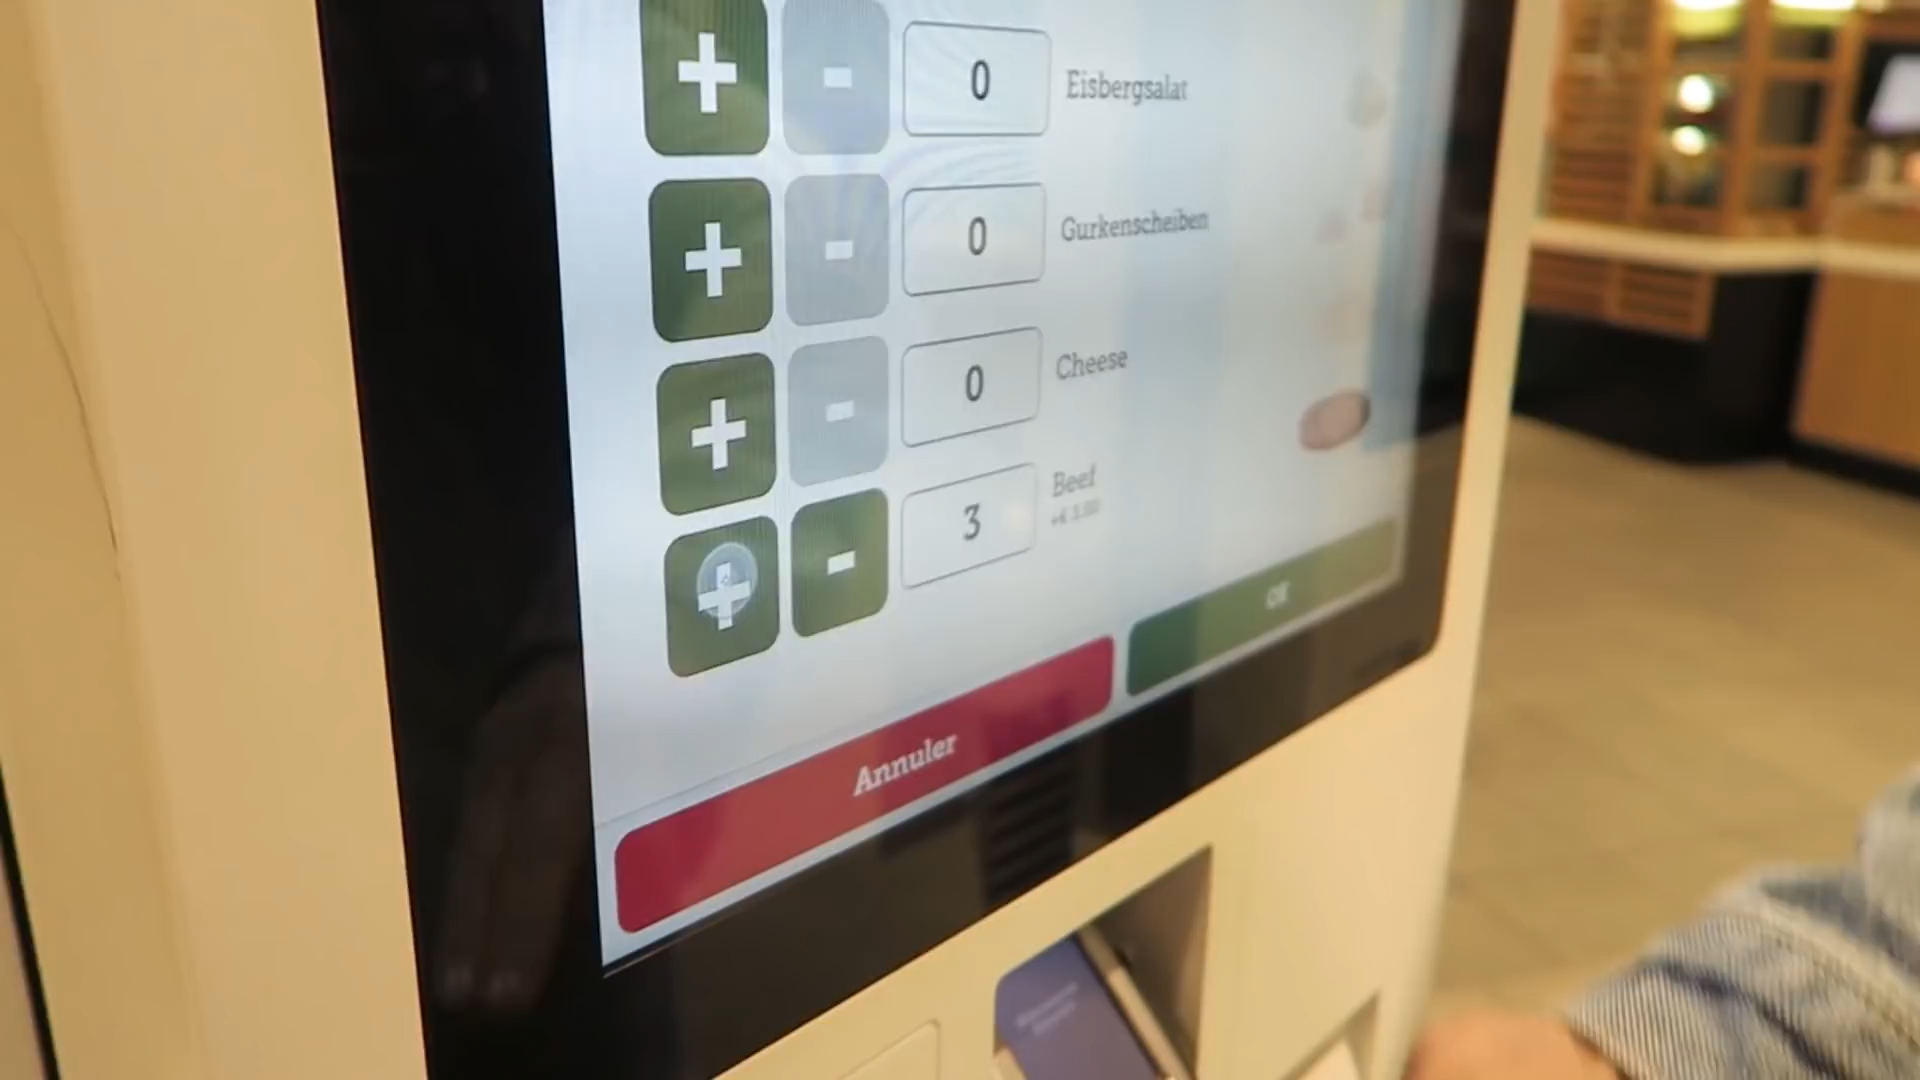 0 Eisbergsalat
0 Gurkenscheiben
0 Cheese
3 Beef
Annuler
OK